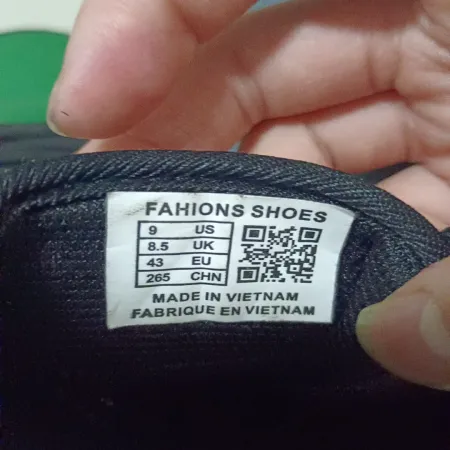 FAHIONS SHOES
9 US
8.5 UK
43 EU
265 CHN
MADE IN VIETNAM
FABRIQUE EN VIETNAM